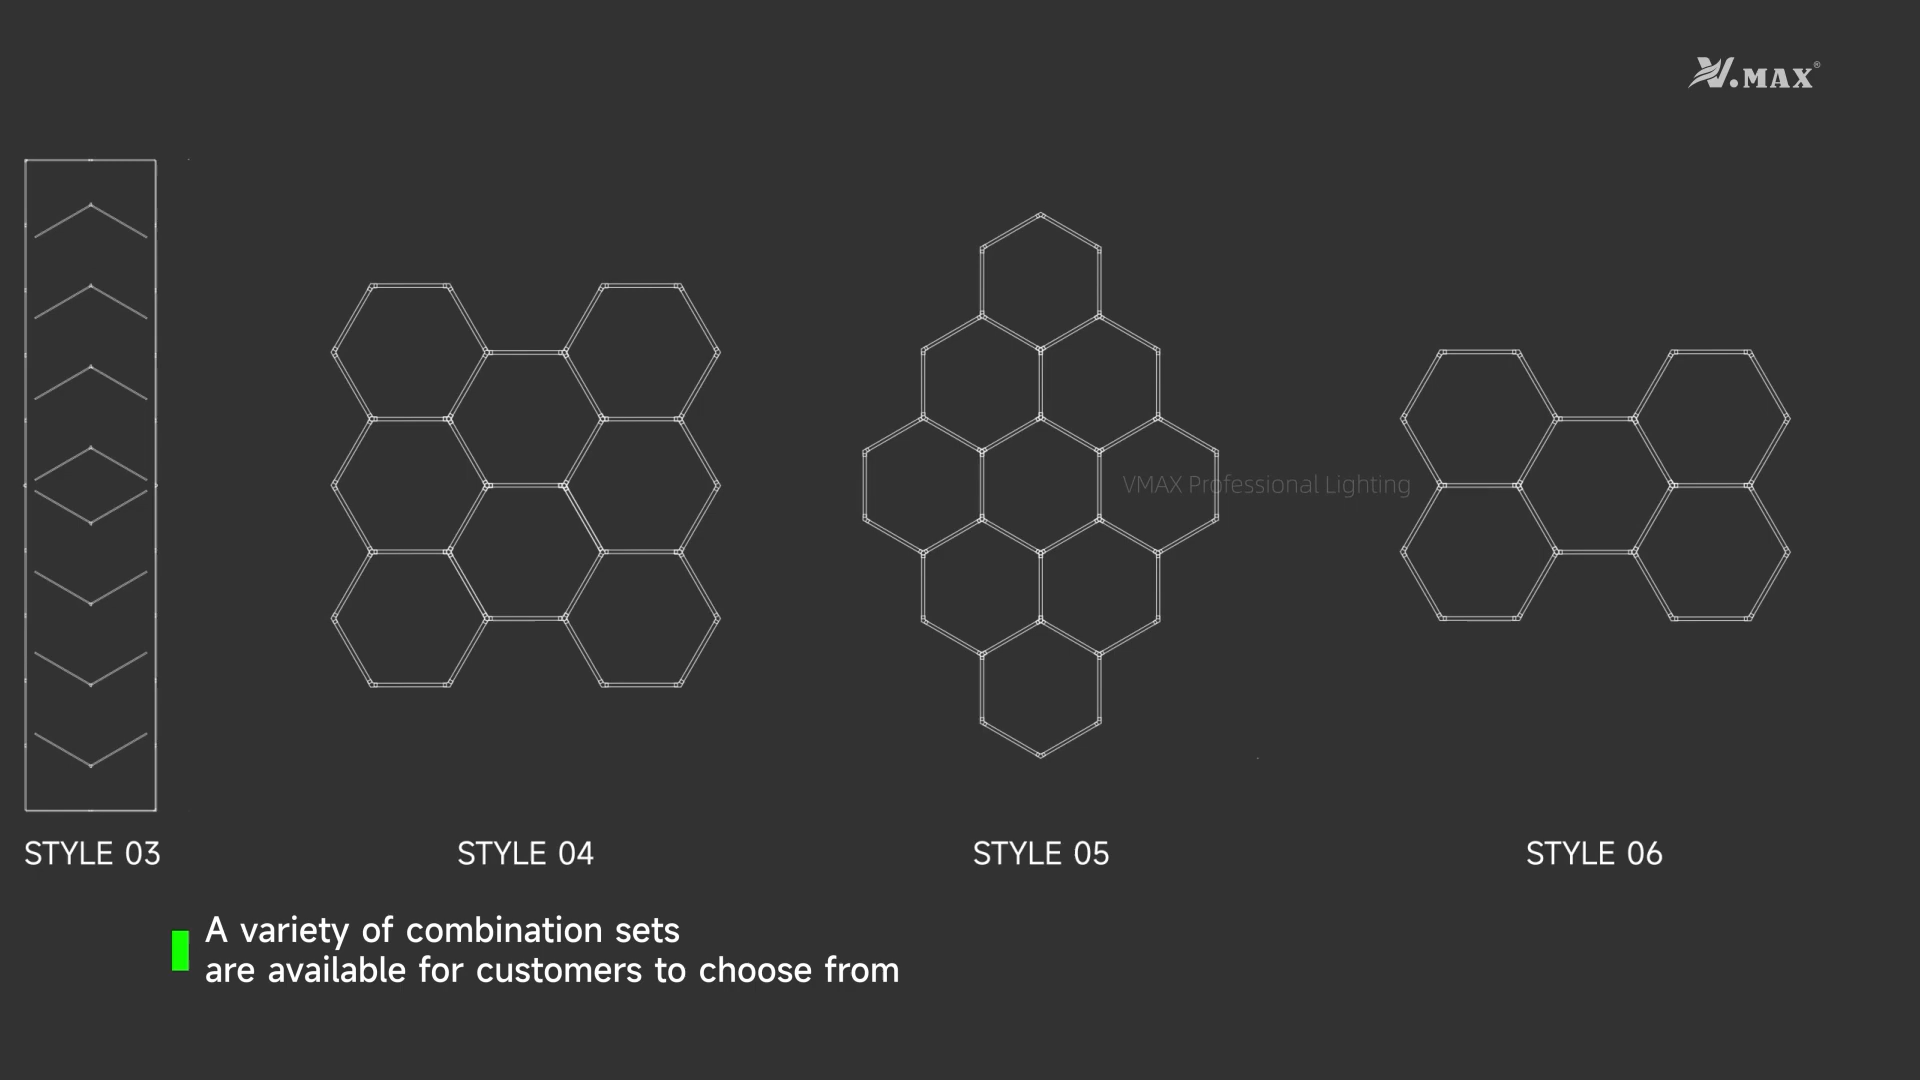 V.MAX®
VMAX Professional Lighting
STYLE 03
STYLE 04
STYLE 05
STYLE 06
A variety of combination sets
are available for customers to choose from